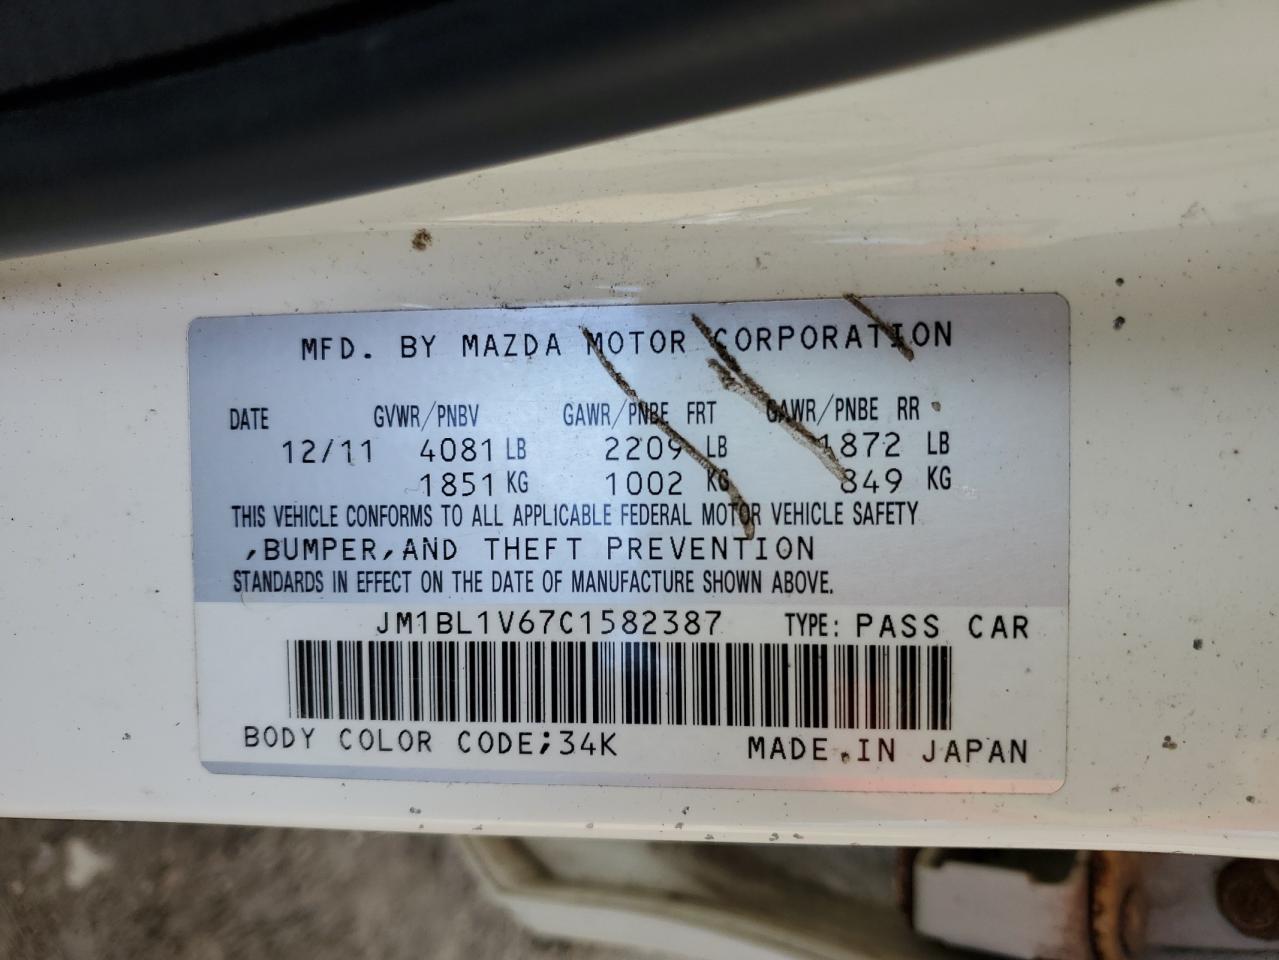 MFD. BY MAZDA MOTOR CORPORATION
DATE GVWR/PNBV GAWR/PNBE FRT GAWR/PNBE RR
12/11 4081 LB 2209 LB 1872 LB
1851 KG 1002 KG 849 KG
THIS VEHICLE CONFORMS TO ALL APPLICABLE FEDERAL MOTOR VEHICLE SAFETY
,BUMPER,AND THEFT PREVENTION
STANDARDS IN EFFECT ON THE DATE OF MANUFACTURE SHOWN ABOVE.
JM1BL1V67C1582387 TYPE: PASS CAR
BODY COLOR CODE;34K MADE IN JAPAN